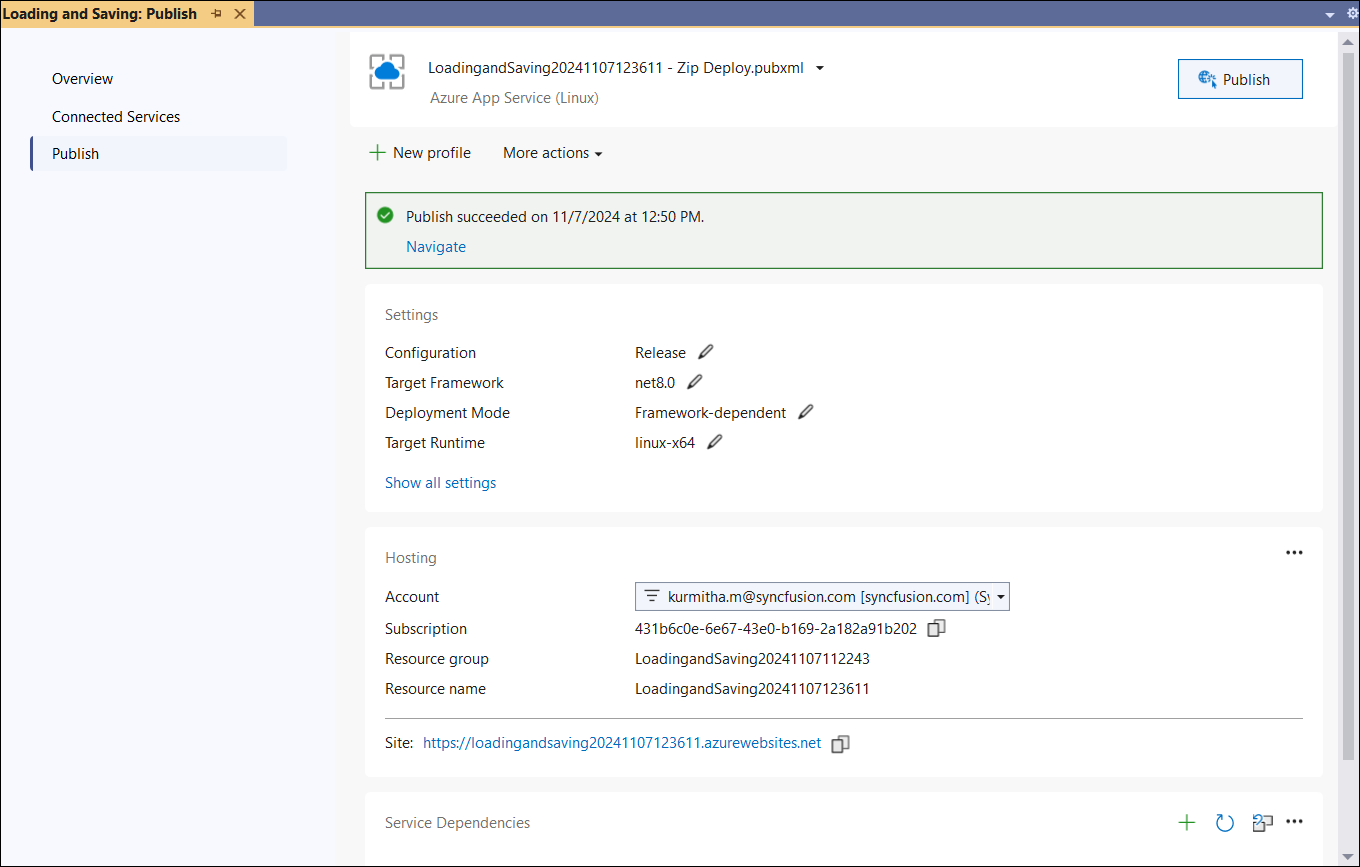 Loading and Saving: Publish
Overview
Connected Services
Publish
LoadingandSaving20241107123611 - Zip Deploy.pubxml
Azure App Service (Linux)
Publish
New profile
More actions
Publish succeeded on 11/7/2024 at 12:50 PM.
Navigate
Settings
Configuration Release
Target Framework net8.0
Deployment Mode Framework-dependent
Target Runtime linux-x64
Show all settings
Hosting
Account kurmitha.m@syncfusion.com [syncfusion.com] (Sy
Subscription 431b6c0e-6e67-43e0-b169-2a182a91b202
Resource group LoadingandSaving20241107112243
Resource name LoadingandSaving20241107123611
Site: https://loadingandsaving20241107123611.azurewebsites.net
Service Dependencies